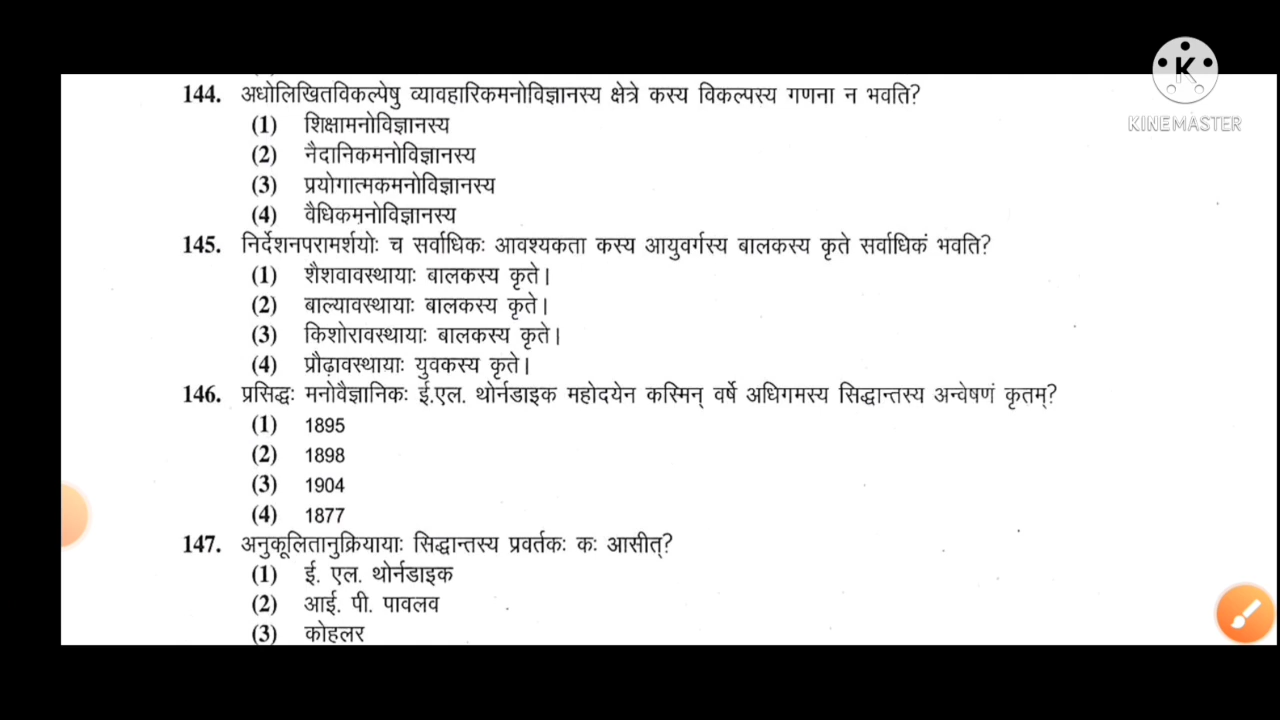 KINEMASTER
144. अधोलिखितविकल्पेषु व्यावहारिकमनोविज्ञानस्य क्षेत्रे कस्य विकल्पस्य गणना न भवति?
(1) शिक्षामनोविज्ञानस्य
(2) नैदानिकमनोविज्ञानस्य
(3) प्रयोगात्मकमनोविज्ञानस्य
(4) वैधिकमनोविज्ञानस्य
145. निर्देशनपरामर्शयोः च सर्वाधिकः आवश्यकता कस्य आयुवर्गस्य बालकस्य कृते सर्वाधिकं भवति?
(1) शैशवावस्थायाः बालकस्य कृते।
(2) बाल्यावस्थायाः बालकस्य कृते।
(3) किशोरावस्थायाः बालकस्य कृते।
(4) प्रौढ़ावस्थायाः युवकस्य कृते।
146. प्रसिद्धः मनोवैज्ञानिकः ई.एल. थोर्नडाइक महोदयेन कस्मिन् वर्षे अधिगमस्य सिद्धान्तस्य अन्वेषणं कृतम्?
(1) 1895
(2) 1898
(3) 1904
(4) 1877
147. अनुकूलितानुक्रियायाः सिद्धान्तस्य प्रवर्तकः कः आसीत्?
(1) ई. एल. थोर्नडाइक
(2) आई. पी. पावलव
(3) कोहलर